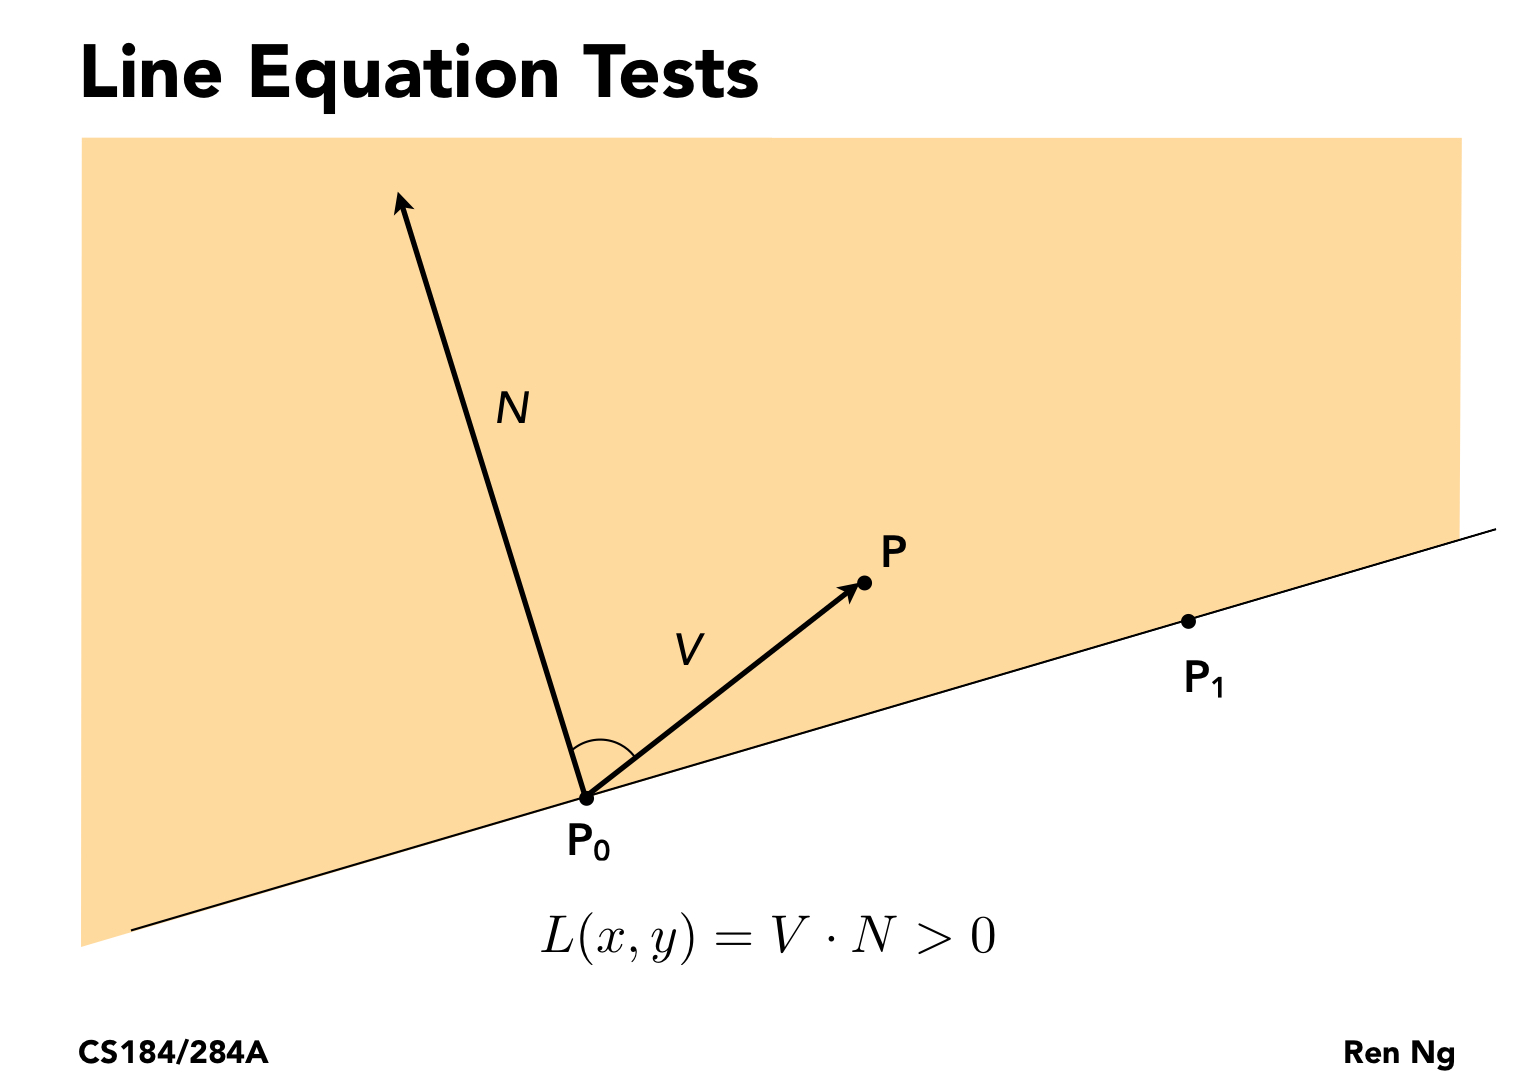 Line Equation Tests
N
P
V
P₁
P₀
L(x, y) = V · N > 0
CS184/284A
Ren Ng